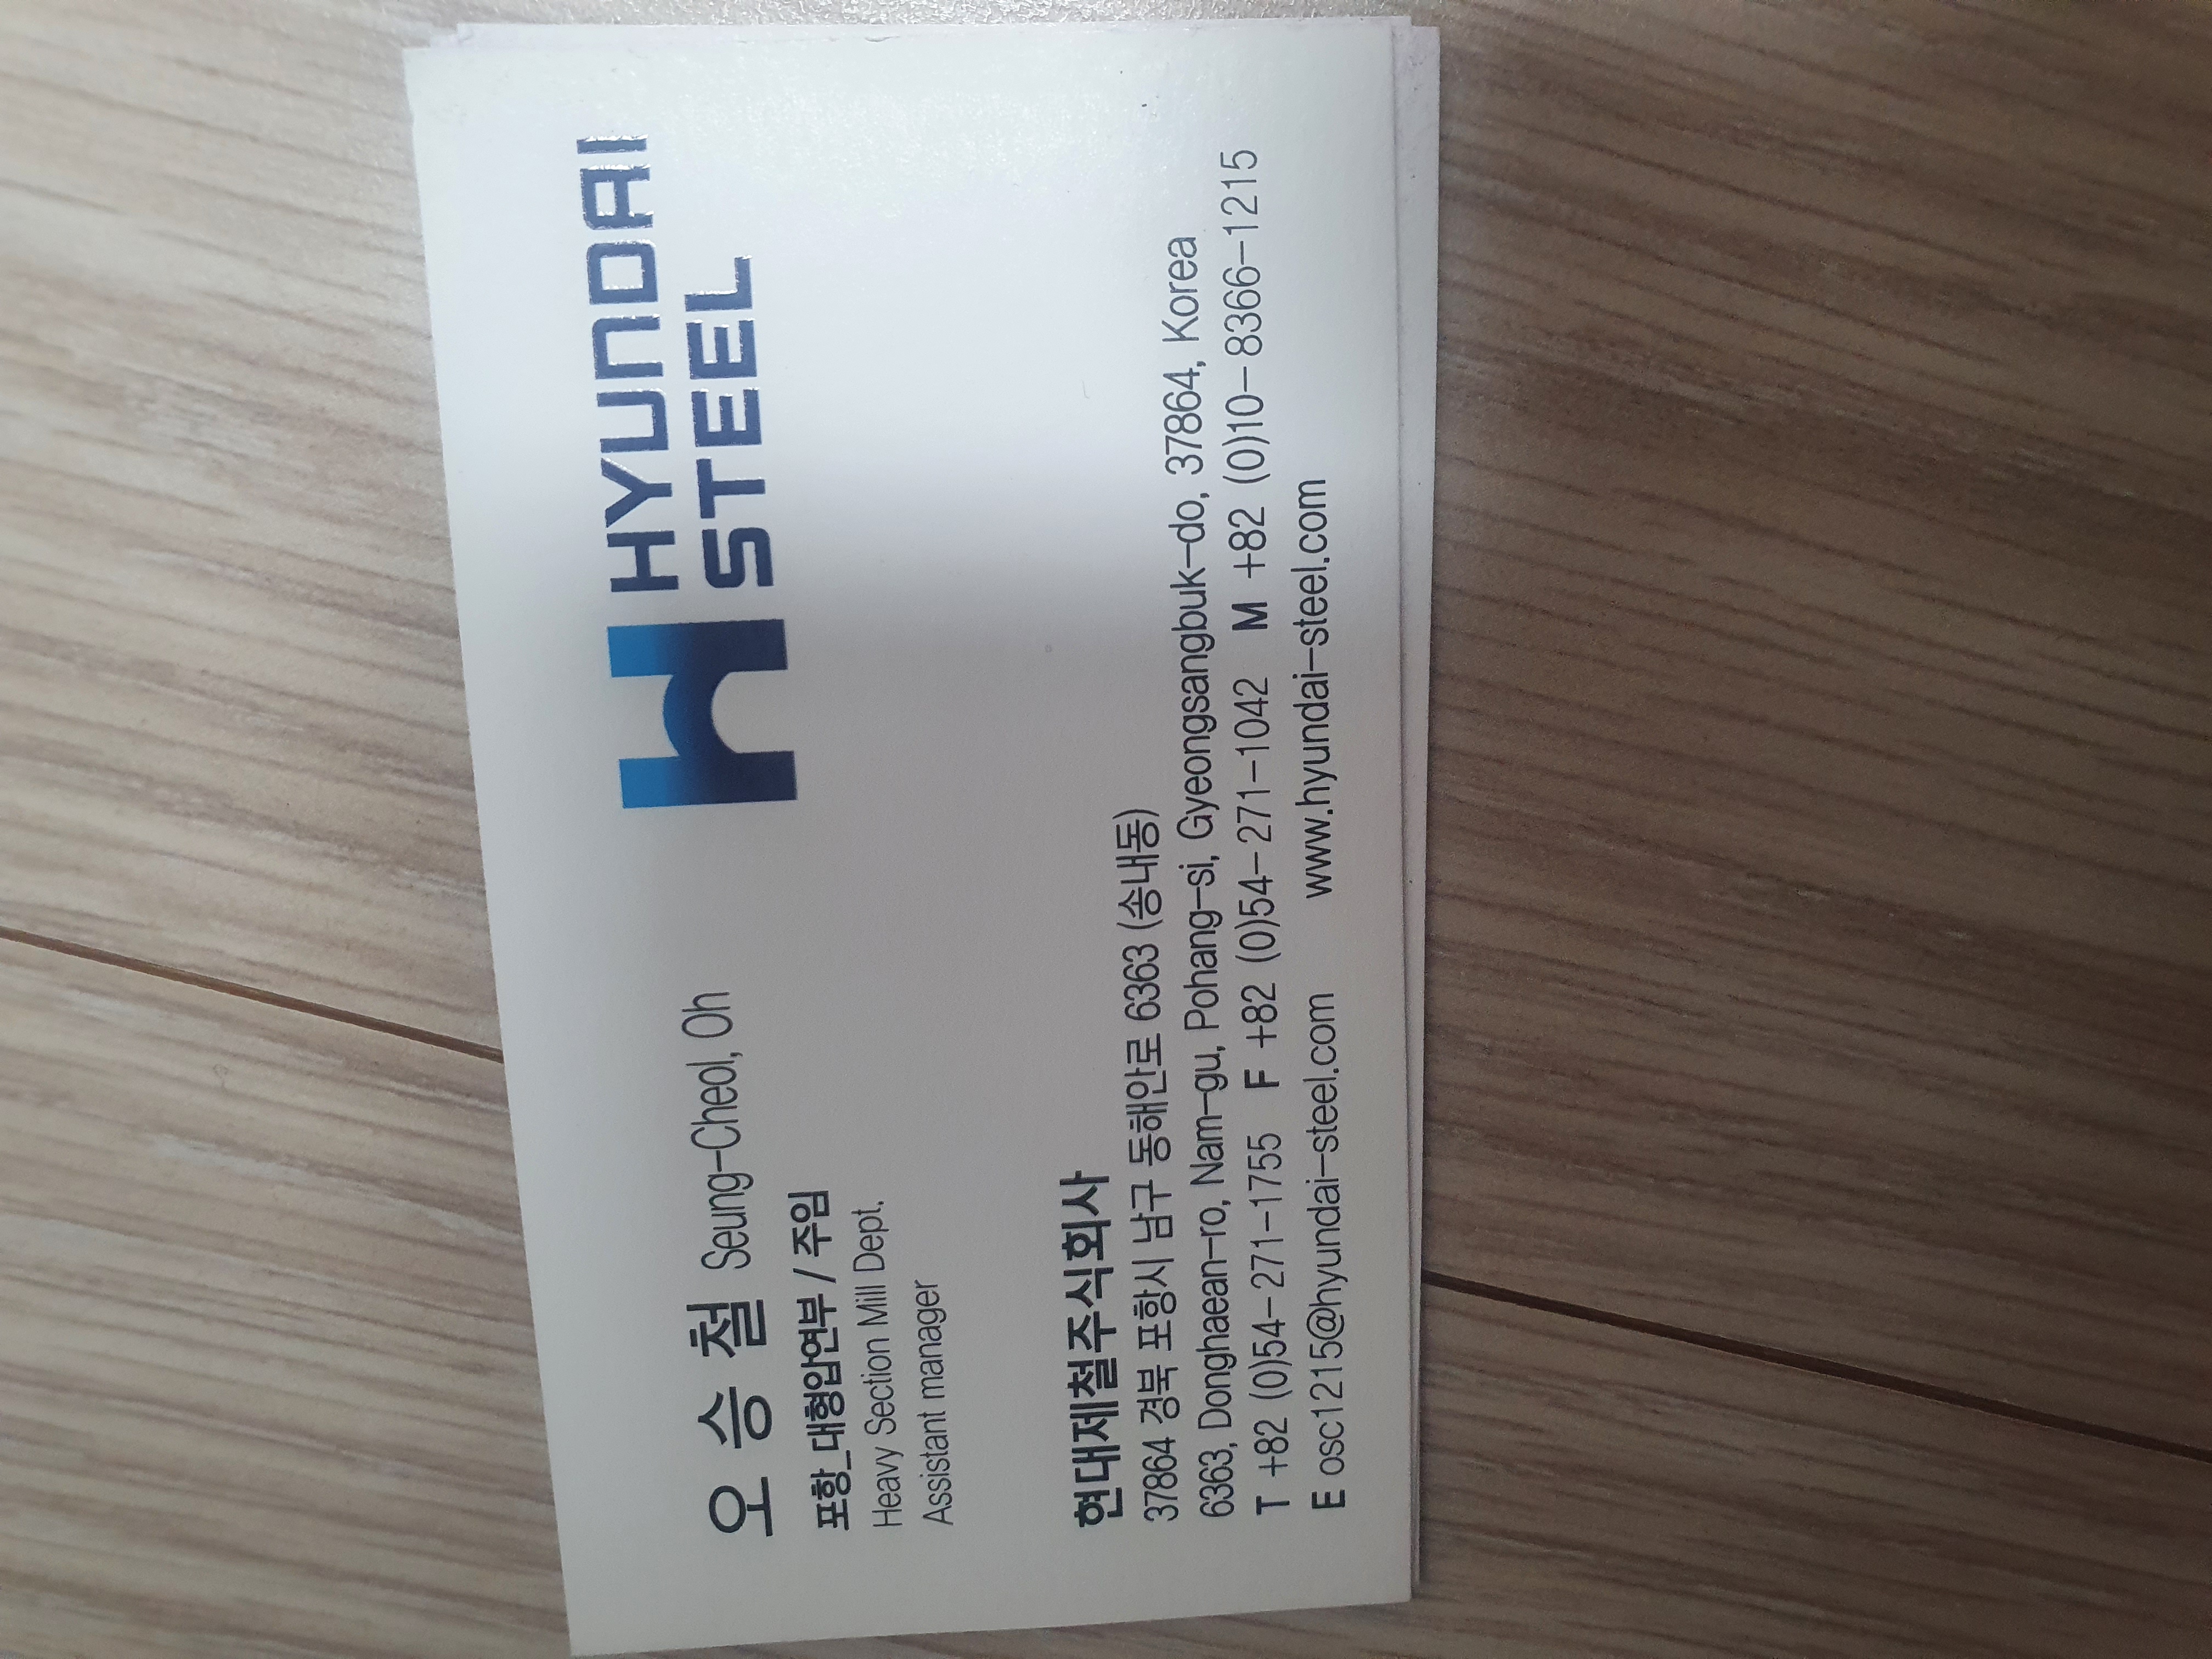 HYUNDAI
STEEL
오승철 Seung-Cheol, Oh
포항_대형압연부 / 주임
Heavy Section Mill Dept.
Assistant manager
현대제철주식회사
37864 경북 포항시 남구 동해안로 6363 (송내동)
6363, Donghaean-ro, Nam-gu, Pohang-si, Gyeongsangbuk-do, 37864, Korea
T +82 (0)54-271-1755 F +82 (0)54-271-1042 M +82 (0)10-8366-1215
E osc1215@hyundai-steel.com www.hyundai-steel.com